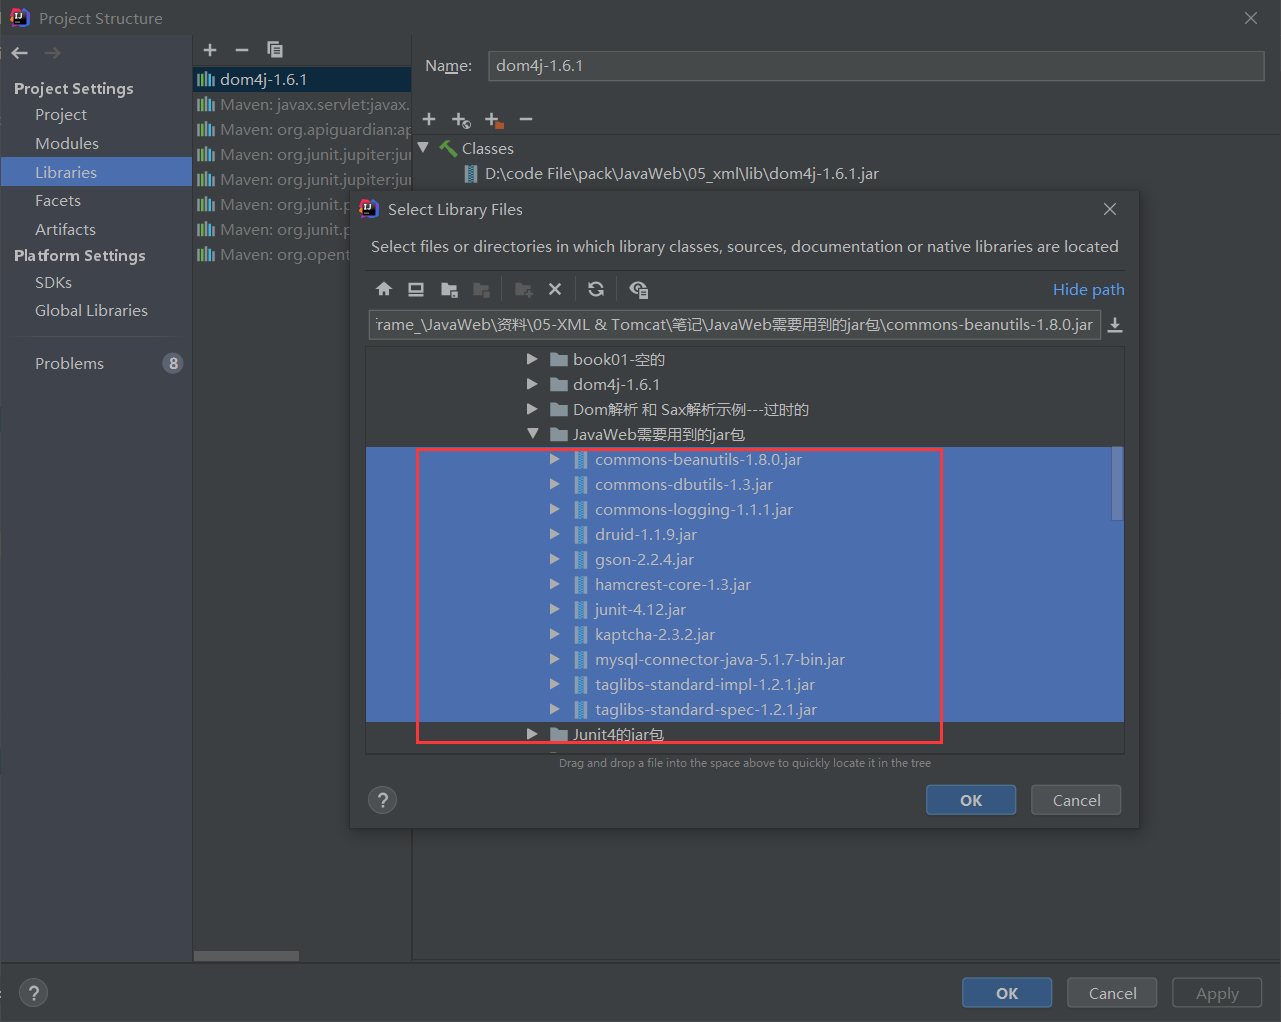 Project Structure
Project Settings
Project
Modules
Libraries
Facets
Artifacts
Platform Settings
SDKs
Global Libraries
Problems
8
dom4j-1.6.1
Maven: javax.servlet:javax.
Maven: org.apiguardian:ap
Maven: org.junit.jupiter:jur
Maven: org.junit.jupiter:jur
Maven: org.junit.p
Maven: org.junit.p
Maven: org.opent
Name: dom4j-1.6.1
Classes
D:\code File\pack\JavaWeb\05_xml\lib\dom4j-1.6.1.jar
Select Library Files
Select files or directories in which library classes, sources, documentation or native libraries are located
Hide path
rame_\JavaWeb\资料\05-XML & Tomcat\笔记\JavaWeb需要用到的jar包\commons-beanutils-1.8.0.jar
book01-空的
dom4j-1.6.1
Dom解析 和 Sax解析示例---过时的
JavaWeb需要用到的jar包
commons-beanutils-1.8.0.jar
commons-dbutils-1.3.jar
commons-logging-1.1.1.jar
druid-1.1.9.jar
gson-2.2.4.jar
hamcrest-core-1.3.jar
junit-4.12.jar
kaptcha-2.3.2.jar
mysql-connector-java-5.1.7-bin.jar
taglibs-standard-impl-1.2.1.jar
taglibs-standard-spec-1.2.1.jar
Junit4的jar包
Drag and drop a file into the space above to quickly locate it in the tree
?
OK
Cancel
?
OK
Cancel
Apply